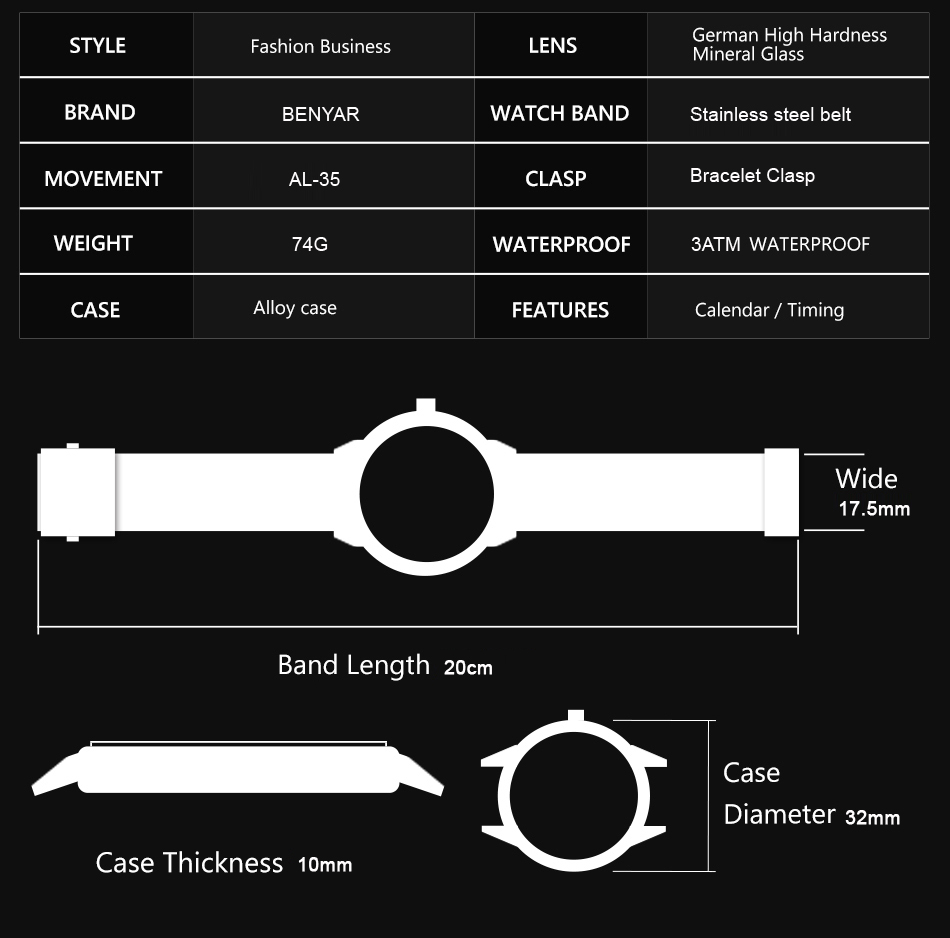 STYLE Fashion Business LENS German High Hardness
Mineral Glass
BRAND BENYAR WATCH BAND Stainless steel belt
MOVEMENT AL-35 CLASP Bracelet Clasp
WEIGHT 74G WATERPROOF 3ATM WATERPROOF
CASE Alloy case FEATURES Calendar / Timing
Wide
17.5mm
Band Length 20cm
Case
Diameter 32mm
Case Thickness 10mm